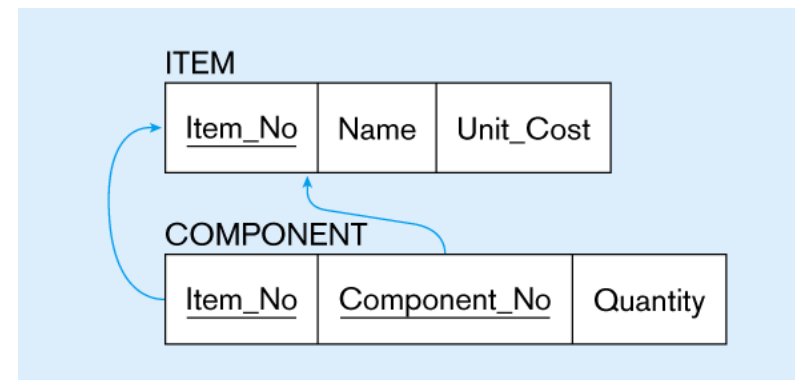 ITEM
Item_No Name Unit_Cost
COMPONENT
Item_No Component_No Quantity